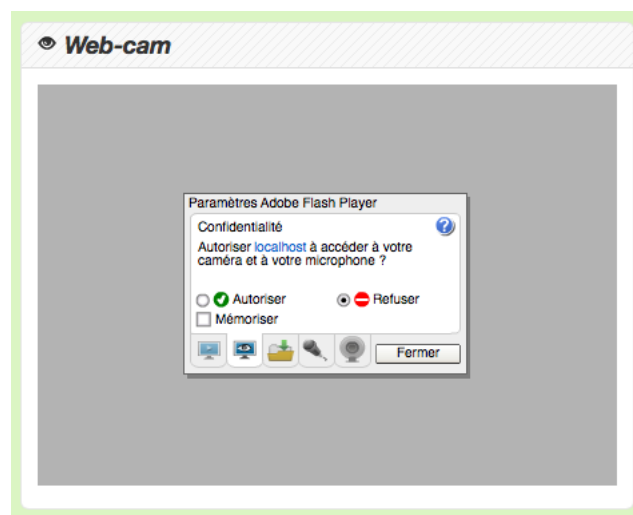 Web-cam
Paramètres Adobe Flash Player
Confidentialité
?
Autoriser localhost à accéder à votre
caméra et à votre microphone ?
Autoriser Refuser
Mémoriser
Fermer